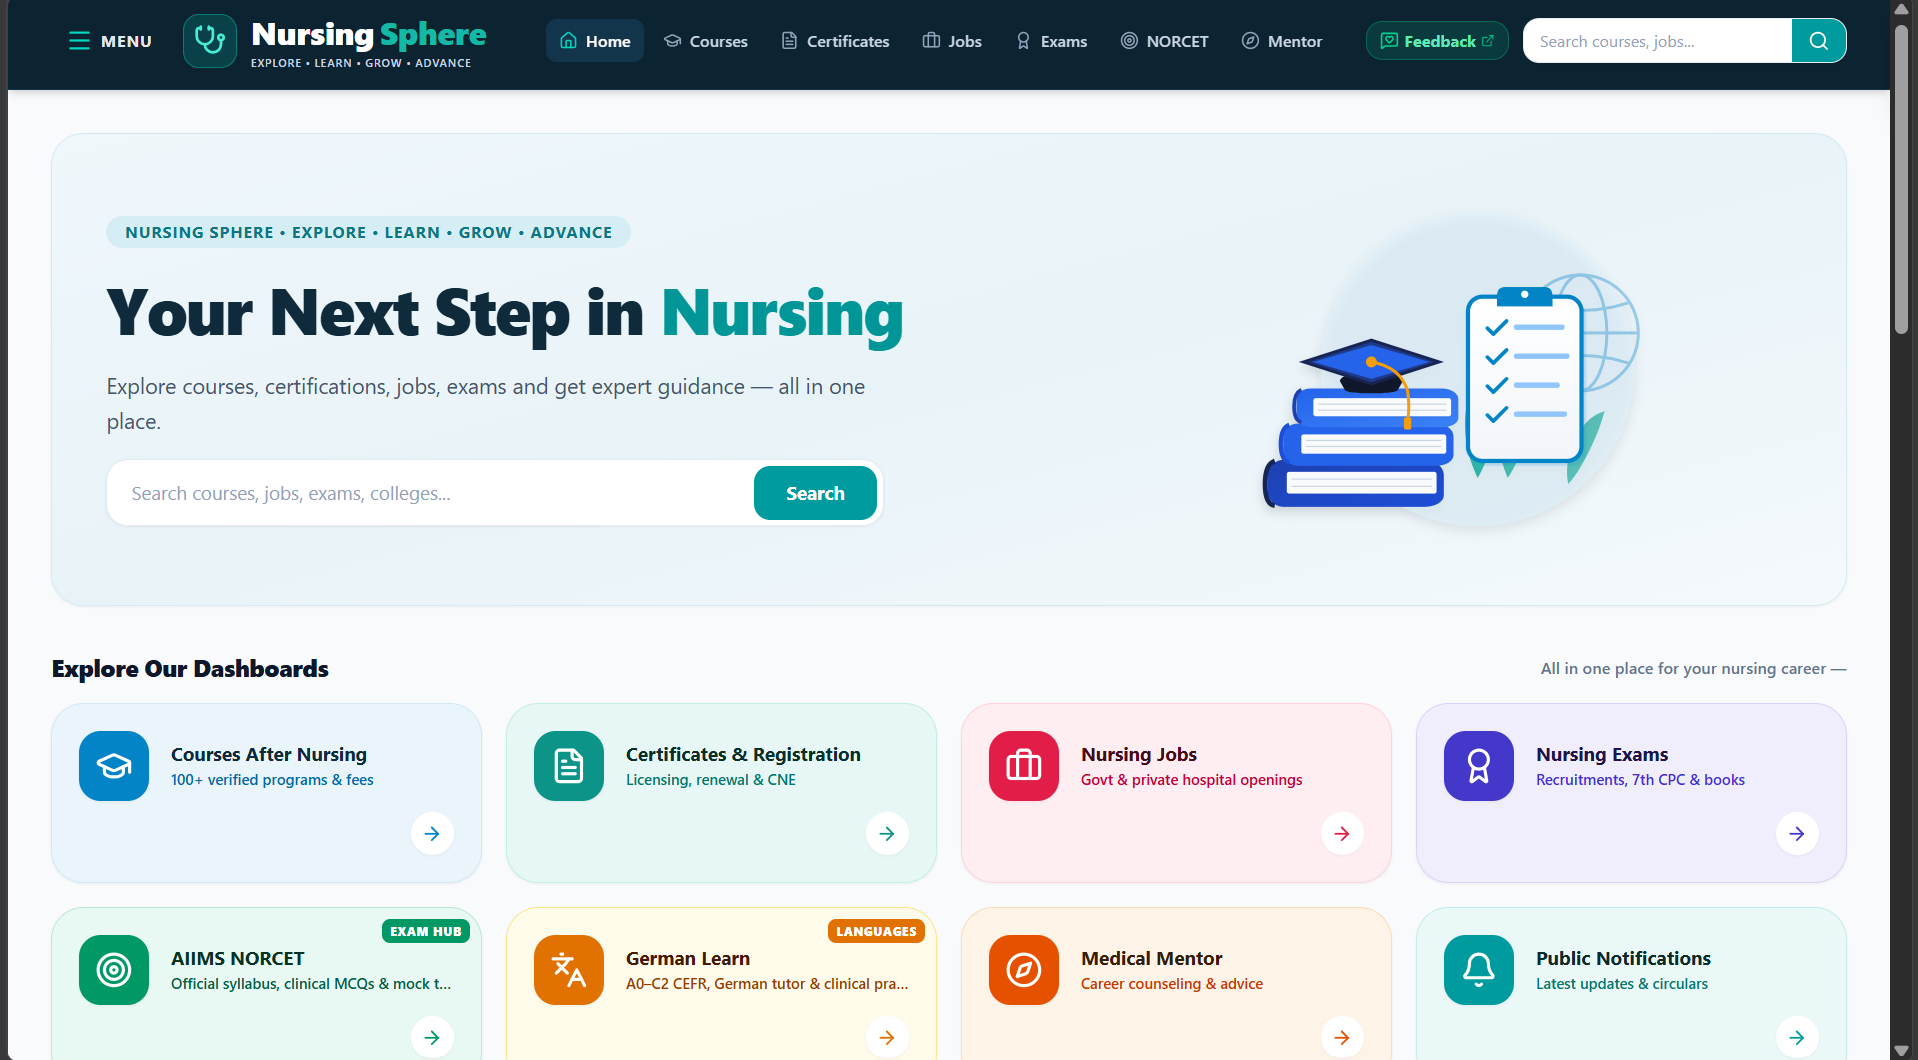 MENU
Nursing Sphere
EXPLORE • LEARN • GROW • ADVANCE
Home
Courses
Certificates
Jobs
Exams
NORCET
Mentor
Feedback
Search courses, jobs...
NURSING SPHERE • EXPLORE • LEARN • GROW • ADVANCE
Your Next Step in Nursing
Explore courses, certifications, jobs, exams and get expert guidance — all in one
place.
Search courses, jobs, exams, colleges...
Search
Explore Our Dashboards
All in one place for your nursing career —
Courses After Nursing
100+ verified programs & fees
Certificates & Registration
Licensing, renewal & CNE
Nursing Jobs
Govt & private hospital openings
Nursing Exams
Recruitments, 7th CPC & books
EXAM HUB
AIIMS NORCET
Official syllabus, clinical MCQs & mock t...
LANGUAGES
German Learn
A0–C2 CEFR, German tutor & clinical pra...
Medical Mentor
Career counseling & advice
Public Notifications
Latest updates & circulars